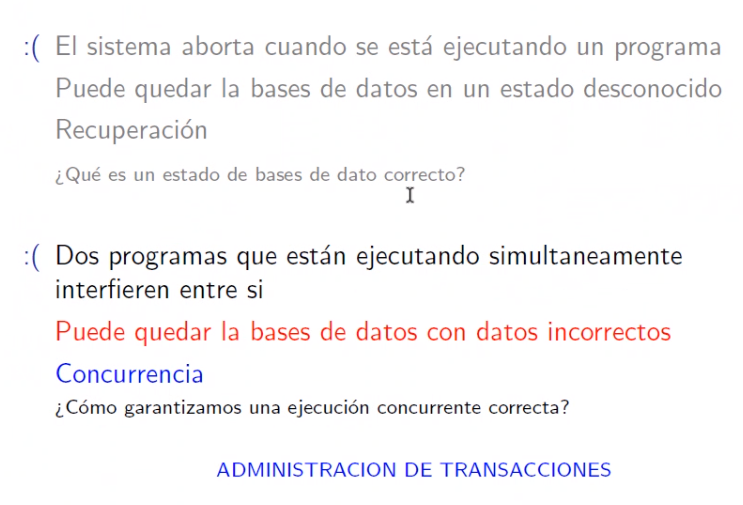 :( El sistema aborta cuando se está ejecutando un programa
Puede quedar la bases de datos en un estado desconocido
Recuperación
¿Qué es un estado de bases de dato correcto?
:( Dos programas que están ejecutando simultaneamente
interfieren entre si
Puede quedar la bases de datos con datos incorrectos
Concurrencia
¿Cómo garantizamos una ejecución concurrente correcta?
ADMINISTRACION DE TRANSACCIONES